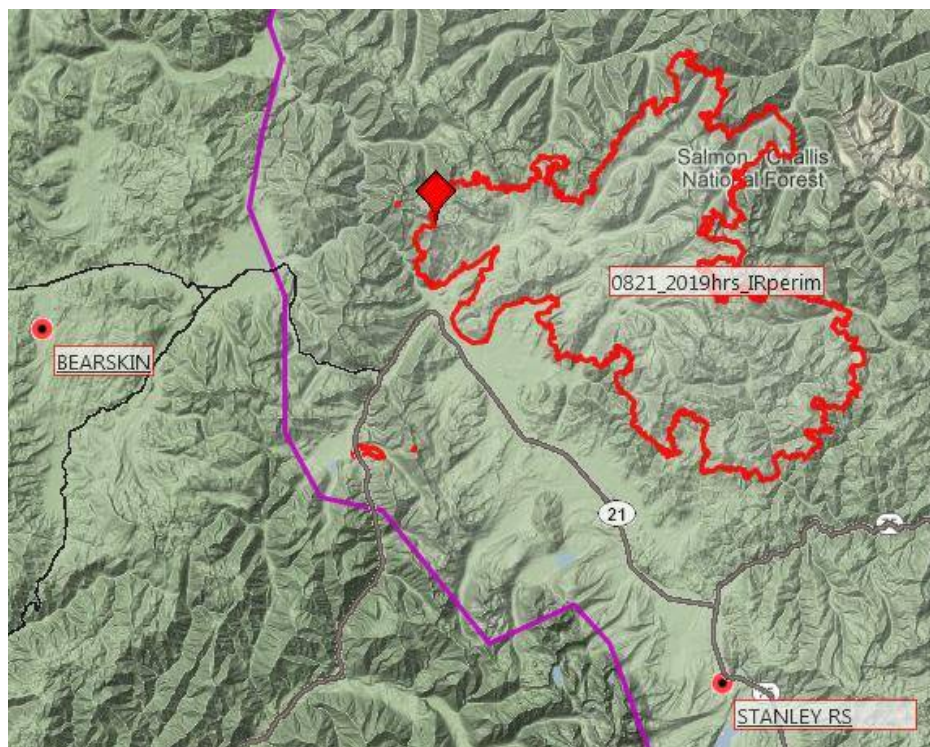 Salmon - Challis
National Forest
0821_2019hrs_IRperim
BEARSKIN
21
STANLEY RS